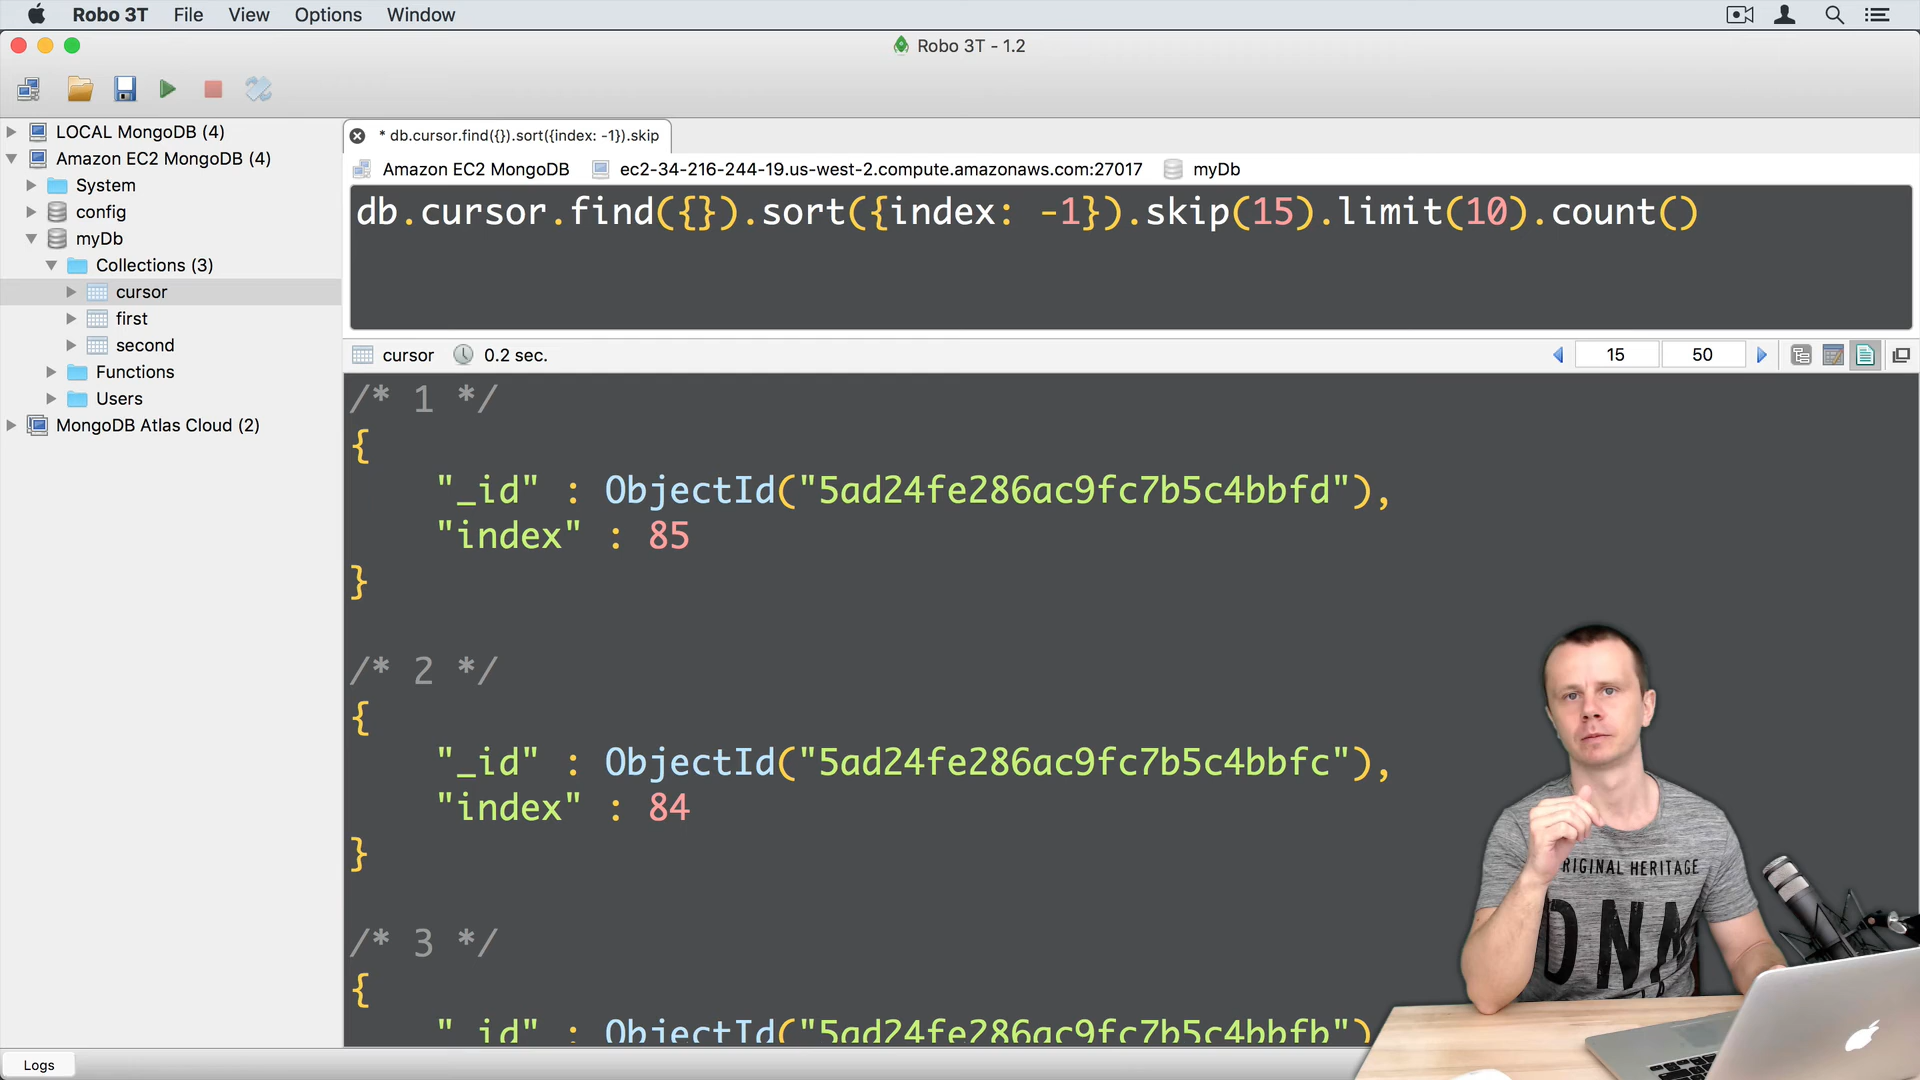 Robo 3T File View Options Window
Robo 3T - 1.2
LOCAL MongoDB (4)
Amazon EC2 MongoDB (4)
System
config
myDb
Collections (3)
cursor
first
second
Functions
Users
MongoDB Atlas Cloud (2)
* db.cursor.find({}).sort({index: -1}).skip
Amazon EC2 MongoDB ec2-34-216-244-19.us-west-2.compute.amazonaws.com:27017 myDb
db.cursor.find({}).sort({index: -1}).skip(15).limit(10).count()
cursor 0.2 sec. 15 50
/* 1 */
{
"_id" : ObjectId("5ad24fe286ac9fc7b5c4bbfd"),
"index" : 85
}
/* 2 */
{
"_id" : ObjectId("5ad24fe286ac9fc7b5c4bbfc"),
"index" : 84
}
/* 3 */
{
"_id" : ObjectId("5ad24fe286ac9fc7b5c4bbfb")
RIGINAL HERITAGE
DNM
Logs